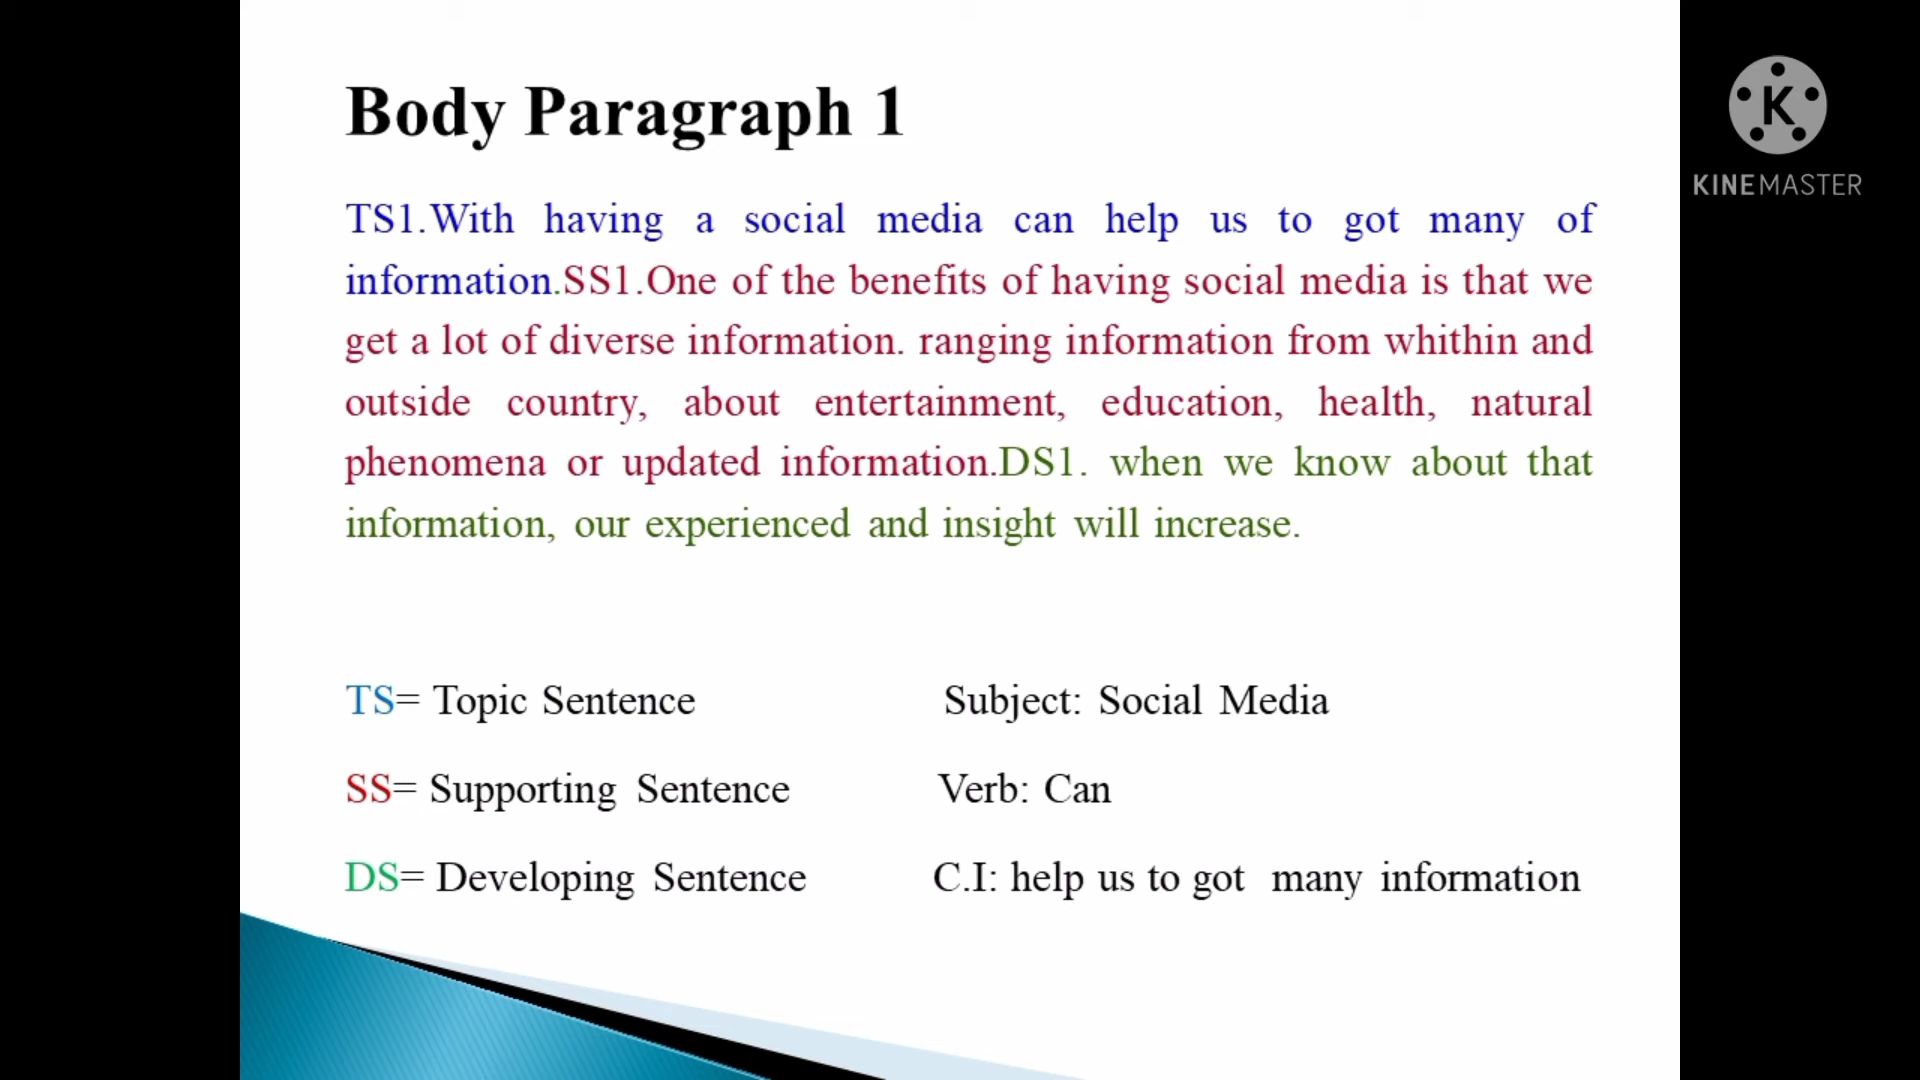 Body Paragraph 1
KINEMASTER
TS1.With having a social media can help us to got many of
information.SS1.One of the benefits of having social media is that we
get a lot of diverse information. ranging information from whithin and
outside country, about entertainment, education, health, natural
phenomena or updated information.DS1. when we know about that
information, our experienced and insight will increase.
TS= Topic Sentence
Subject: Social Media
SS= Supporting Sentence
Verb: Can
DS= Developing Sentence
C.I: help us to got many information